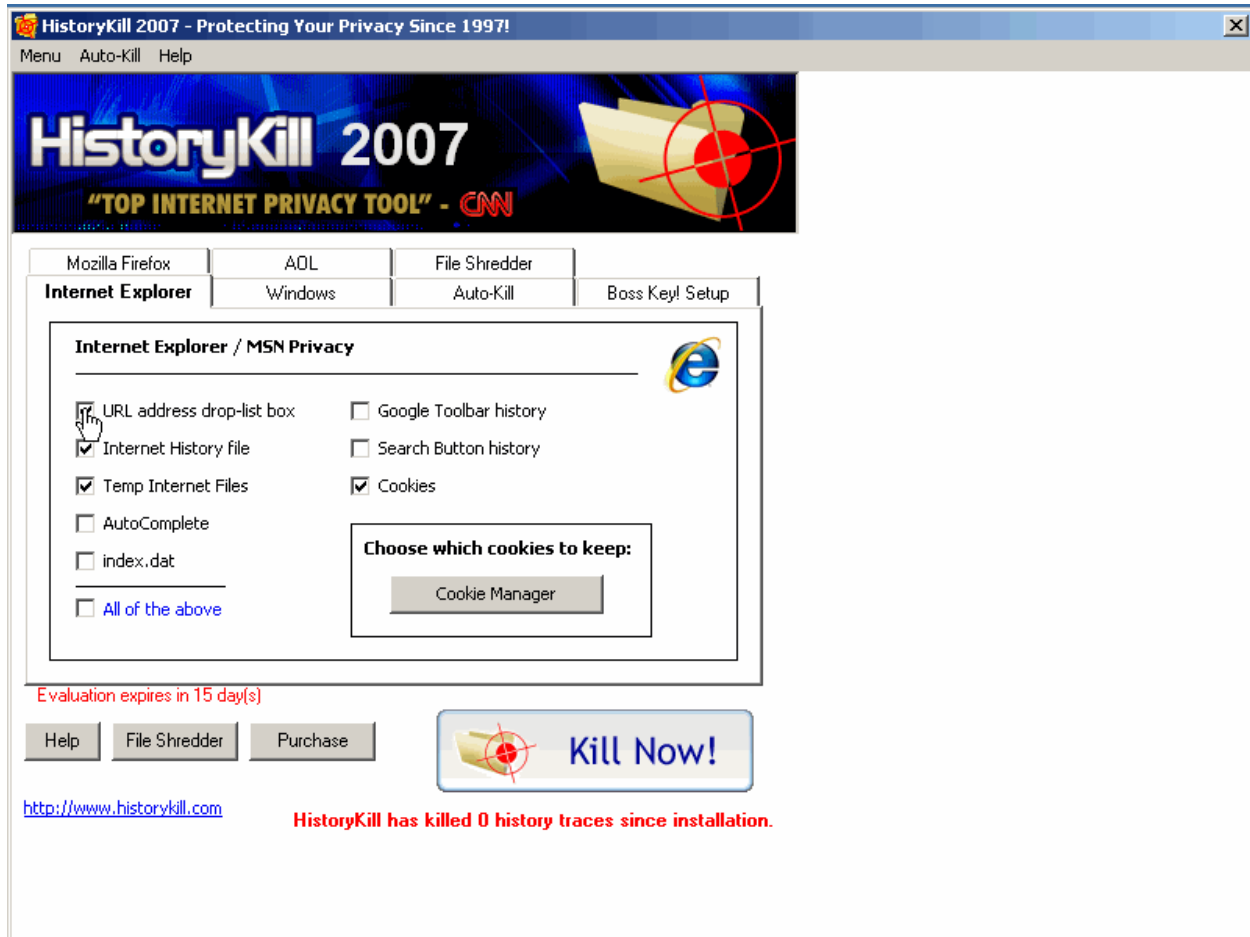 HistoryKill 2007 - Protecting Your Privacy Since 1997!
Menu Auto-Kill Help
HistoryKill 2007
"TOP INTERNET PRIVACY TOOL" - CNN
Mozilla Firefox AOL File Shredder
Internet Explorer Windows Auto-Kill Boss Key! Setup
Internet Explorer / MSN Privacy
URL address drop-list box Google Toolbar history
Internet History file Search Button history
Temp Internet Files Cookies
AutoComplete
Choose which cookies to keep:
index.dat
Cookie Manager
All of the above
Evaluation expires in 15 day(s)
Help File Shredder Purchase Kill Now!
http://www.historykill.com
HistoryKill has killed 0 history traces since installation.